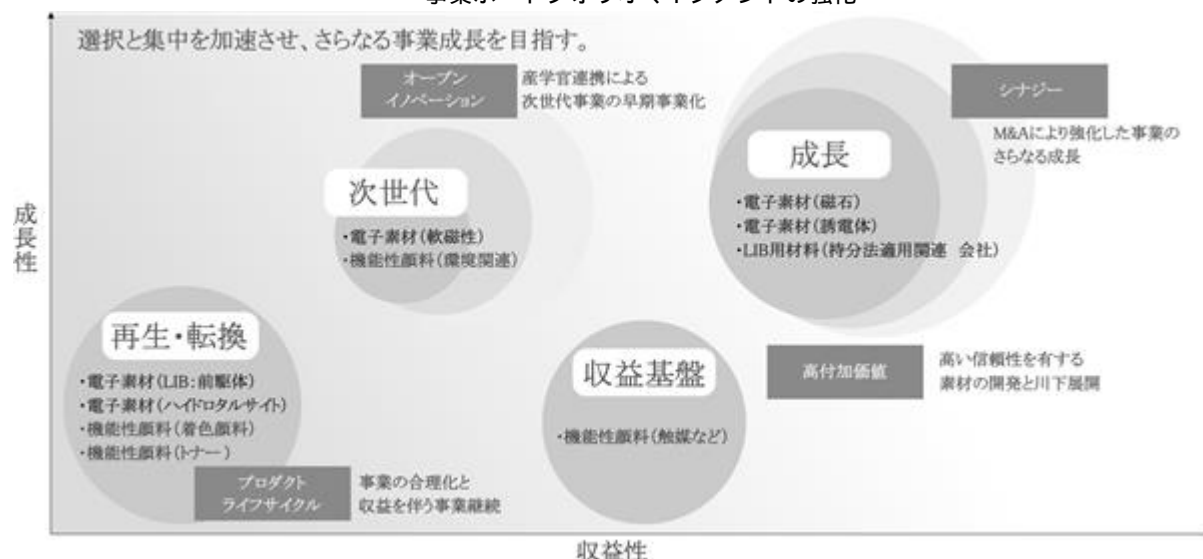 選択と集中を加速させ、さらなる事業成長を目指す。
オープン
イノベーション
産学官連携による
次世代事業の早期事業化
シナジー
M&Aにより強化した事業の
さらなる成長
成長
・電子素材(磁石)
・電子素材(誘電体)
・LIB用材料(持分法適用関連 会社)
次世代
・電子素材(軟磁性)
・機能性顔料(環境関連)
成長性
再生・転換
・電子素材(LIB:前駆体)
・電子素材(ハイドロタルサイト)
・機能性顔料(着色顔料)
・機能性顔料(トナー)
収益基盤
・機能性顔料(触媒など)
高付加価値
高い信頼性を有する
素材の開発と川下展開
プロダクト
ライフサイクル
事業の合理化と
収益を伴う事業継続
収益性